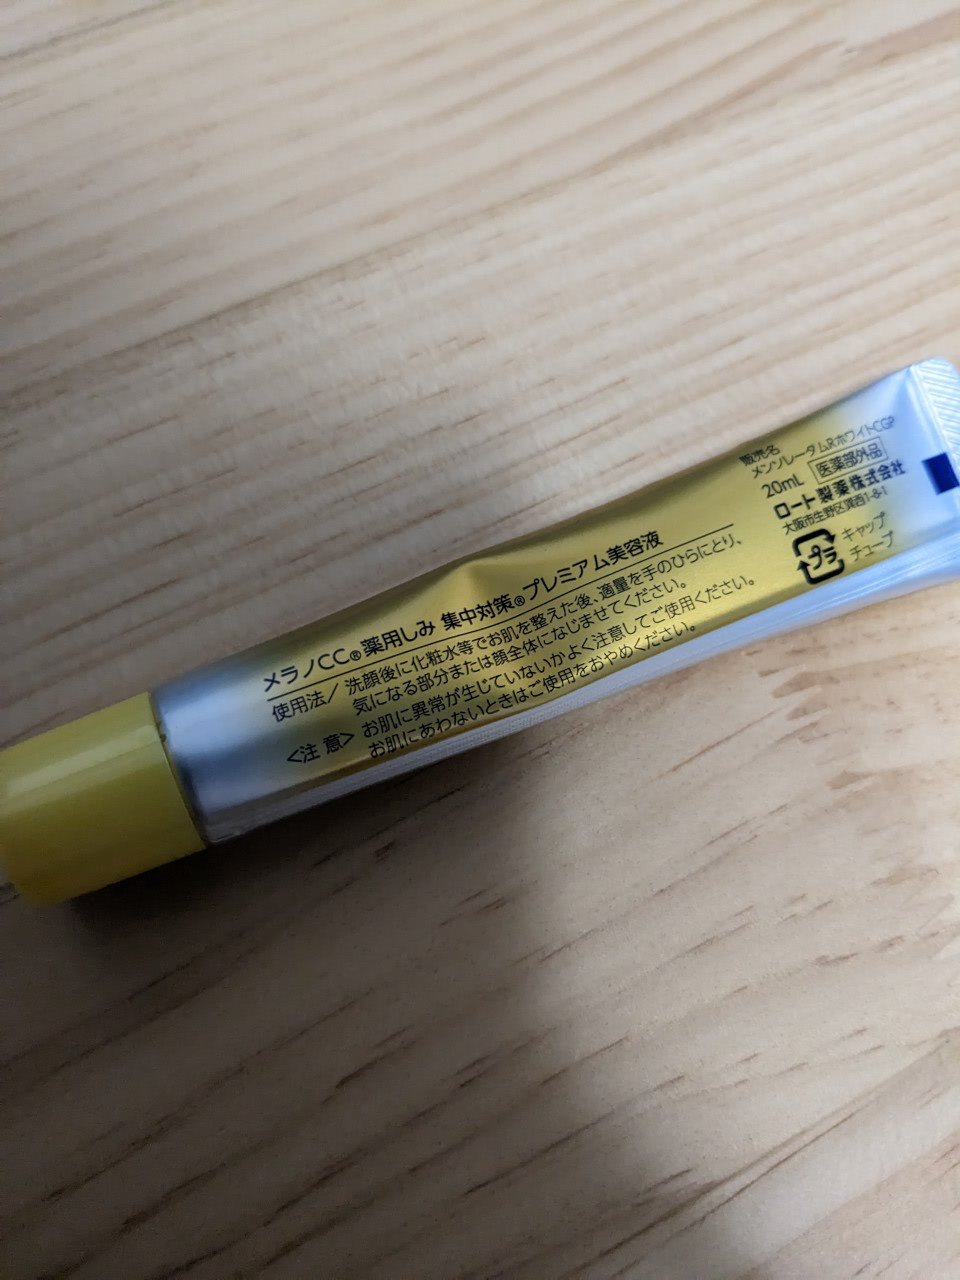 メラノCC®薬用しみ 集中対策®プレミアム美容液
使用法／洗顔後に化粧水等でお肌を整えた後、適量を手のひらにとり、
気になる部分または顔全体になじませてください。
<注 意>お肌に異常が生じていないかよく注意してご使用ください。
お肌にあわないときはご使用をおやめください。
販売名
メンソレータムRホワイトCGP
20mL 医薬部外品
ロート製薬株式会社
大阪市生野区巽西1-8-1
プラ キャップ
チューブ